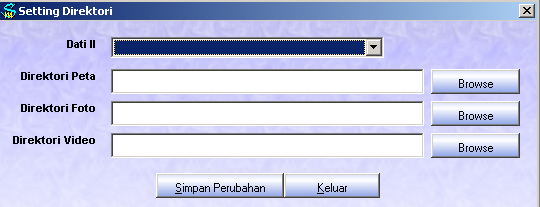 Setting Direktori
Dati II
Direktori Peta
Browse
Direktori Foto
Browse
Direktori Video
Browse
Simpan Perubahan
Keluar